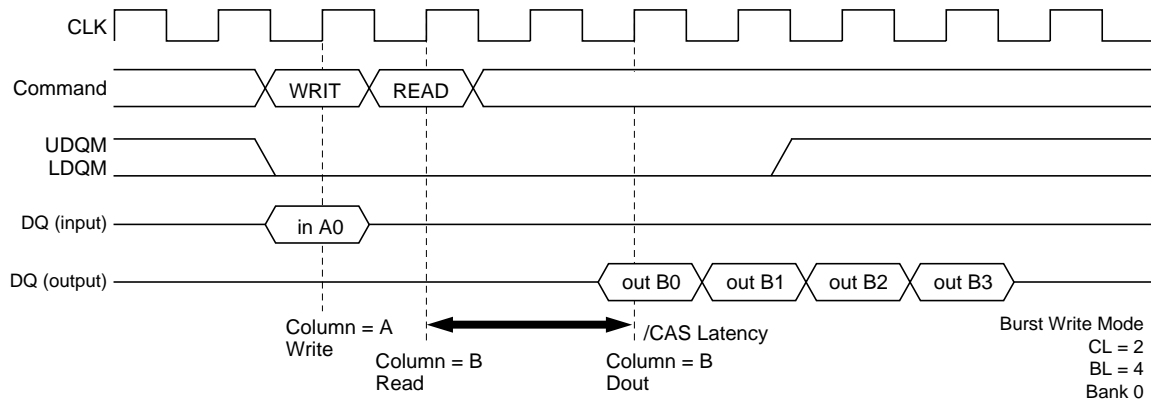 CLK
Command
WRIT
READ
UDQM
LDQM
DQ (input)
in A0
DQ (output)
out B0
out B1
out B2
out B3
Column = A
Write
Column = B
Read
/CAS Latency
Column = B
Dout
Burst Write Mode
CL = 2
BL = 4
Bank 0